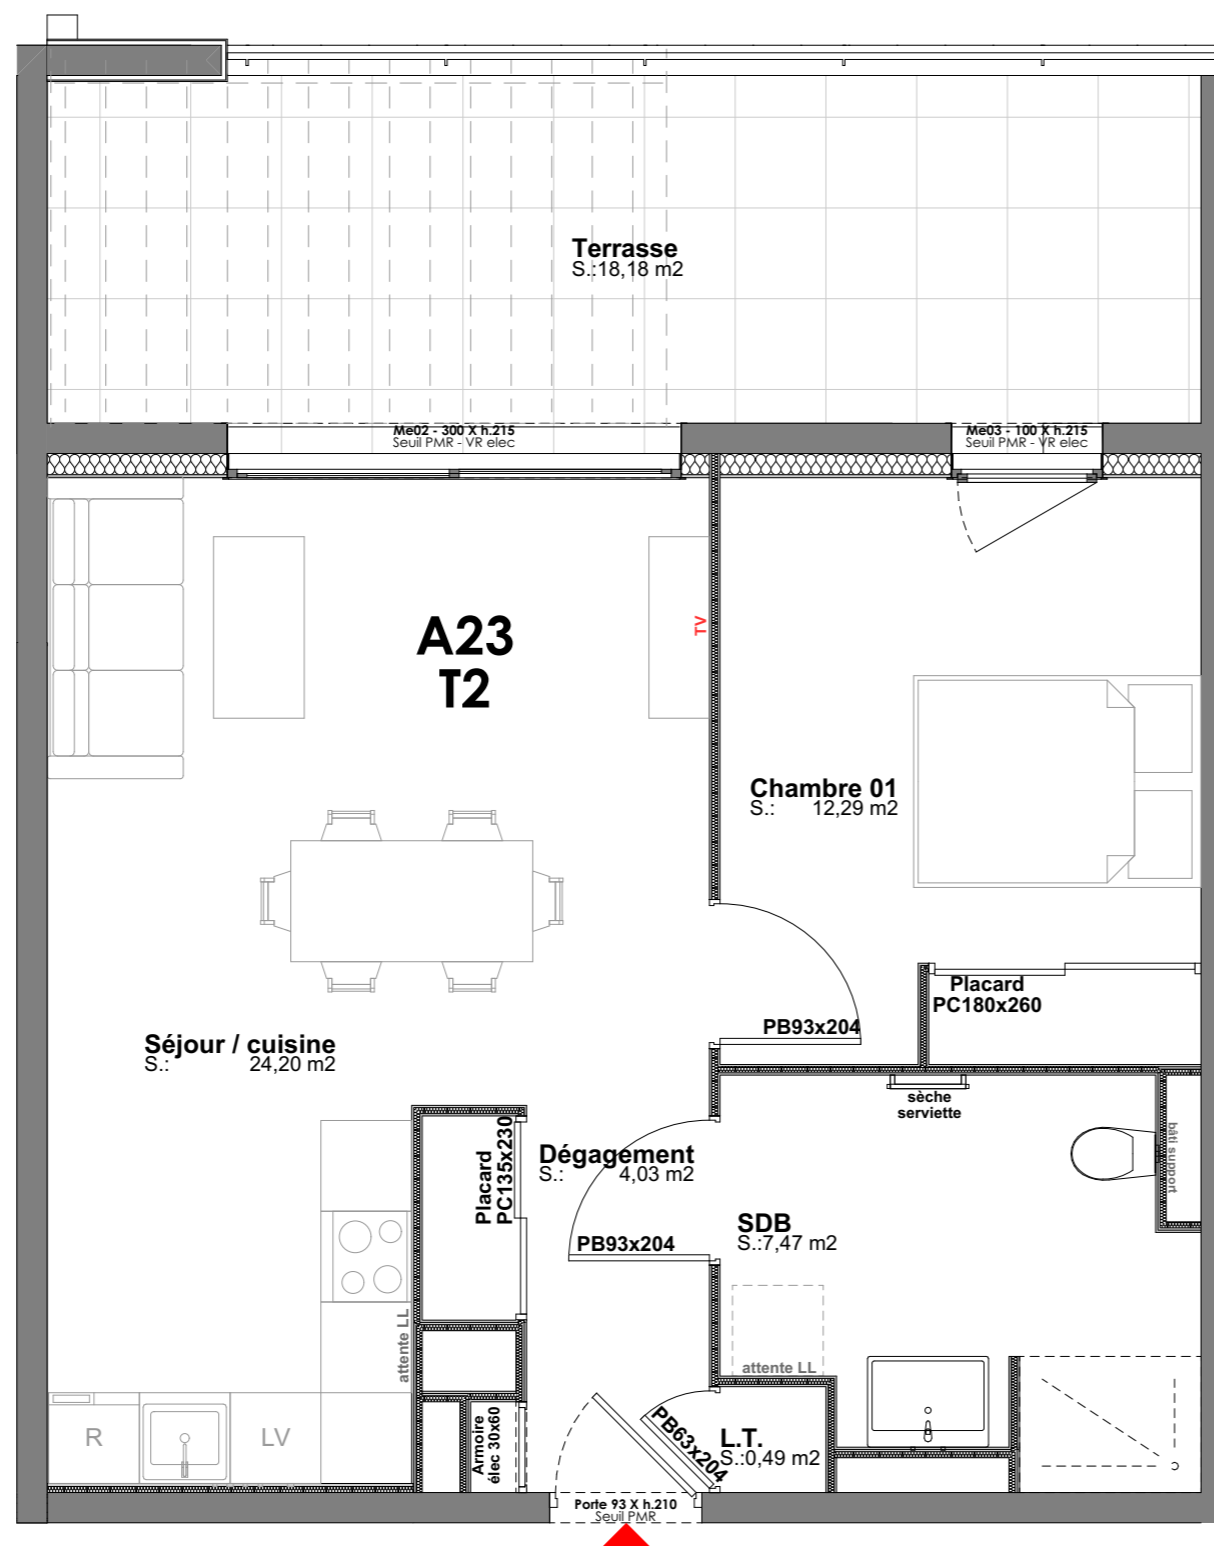 Terrasse
S.:18,18 m2
Me02 - 300 X h.215
Seuil PMR - VR elec
Me03 - 100 X h.215
Seuil PMR - VR elec
A23
T2
TV
Chambre 01
S.: 12,29 m2
Placard
PC180x260
PB93x204
Séjour / cuisine
S.: 24,20 m2
sèche
serviette
bâti support
Placard
PC135x230
Dégagement
S.: 4,03 m2
PB93x204
SDB
S.:7,47 m2
attente LL
attente LL
R
LV
Armoire
élec 30x60
PB63x204
L.T.
S.:0,49 m2
Porte 93 X h.210
Seuil PMR